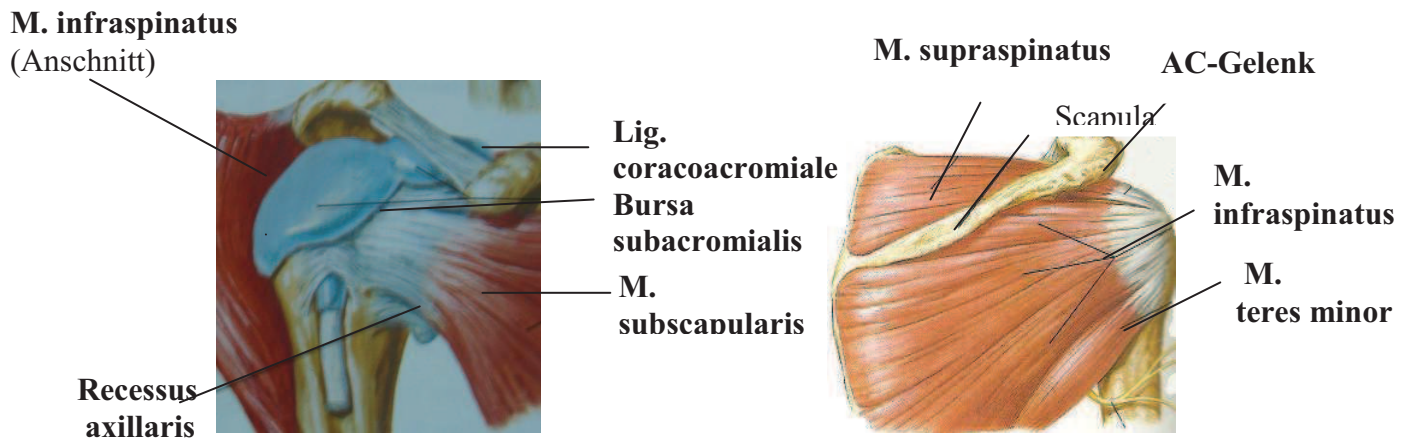 M. infraspinatus
(Anschnitt)
Lig.
coracoacromiale
Bursa
subacromialis
M.
subscapularis
Recessus
axillaris
M. supraspinatus
AC-Gelenk
Scapula
M.
infraspinatus
M.
teres minor